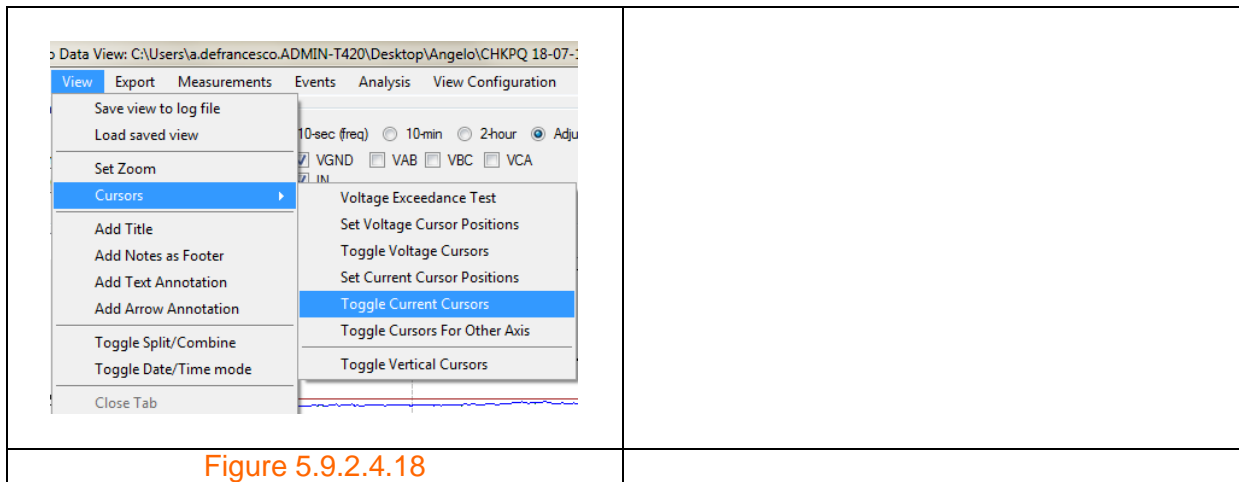 Data View: C:\Users\a.defrancesco.ADMIN-T420\Desktop\Angelo\CHKPQ 18-07-
View Export Measurements Events Analysis View Configuration
Save view to log file
Load saved view
10-sec (freq) 10-min 2-hour
VGND VAB VBC VCA
IN
Set Zoom
Cursors
Add Title
Add Notes as Footer
Add Text Annotation
Add Arrow Annotation
Toggle Split/Combine
Toggle Date/Time mode
Close Tab
Voltage Exceedance Test
Set Voltage Cursor Positions
Toggle Voltage Cursors
Set Current Cursor Positions
Toggle Current Cursors
Toggle Cursors For Other Axis
Toggle Vertical Cursors
Figure 5.9.2.4.18